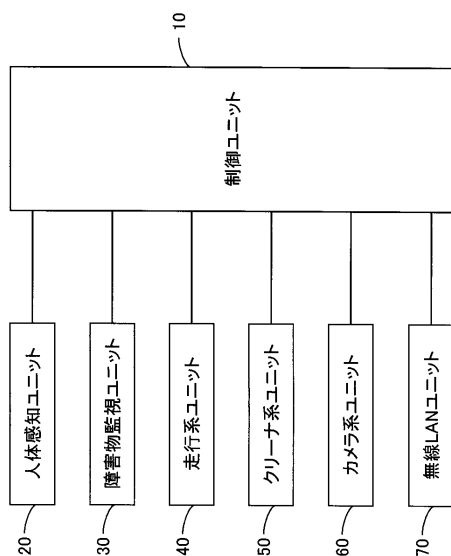 10
制御ユニット
人体感知ユニット
20
障害物監視ユニット
30
走行系ユニット
40
クリーナ系ユニット
50
カメラ系ユニット
60
無線LANユニット
70